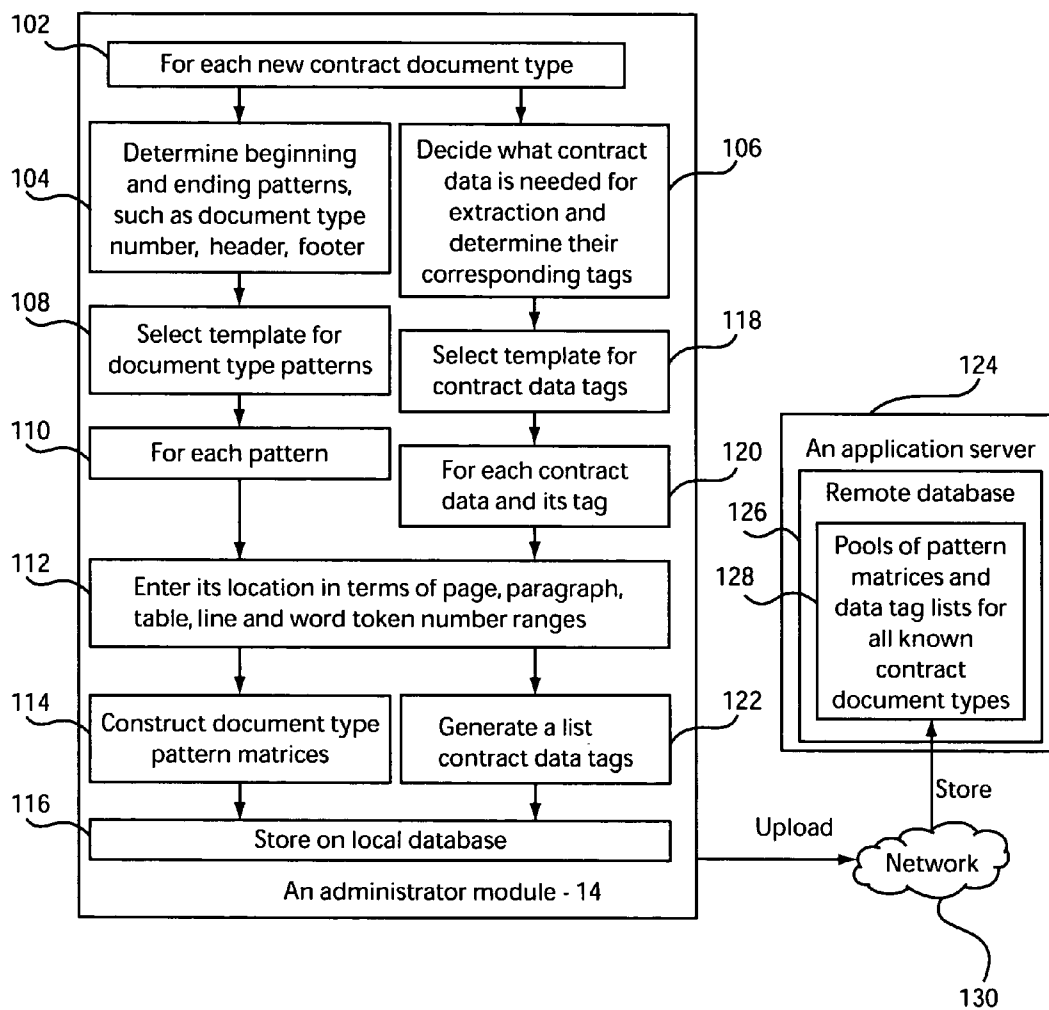 102
For each new contract document type
104
Determine beginning
and ending patterns,
such as document type
number, header, footer
Decide what contract
data is needed for
extraction and
determine their
corresponding tags
106
108
Select template for
document type patterns
Select template for
contract data tags
118
110
For each pattern
For each contract
data and its tag
120
112
Enter its location in terms of page, paragraph,
table, line and word token number ranges
114
Construct document type
pattern matrices
Generate a list
contract data tags
122
116
Store on local database
An administrator module - 14
124
An application server
126
Remote database
128
Pools of pattern
matrices and
data tag lists for
all known
contract
document types
Store
Upload
Network
130